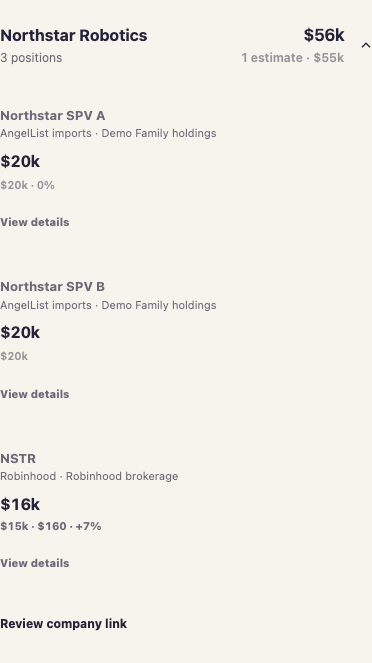 Northstar Robotics $56k
3 positions 1 estimate · $55k
Northstar SPV A
AngelList imports · Demo Family holdings
$20k
$20k · 0%
View details
Northstar SPV B
AngelList imports · Demo Family holdings
$20k
$20k
View details
NSTR
Robinhood · Robinhood brokerage
$16k
$15k · $160 · +7%
View details
Review company link